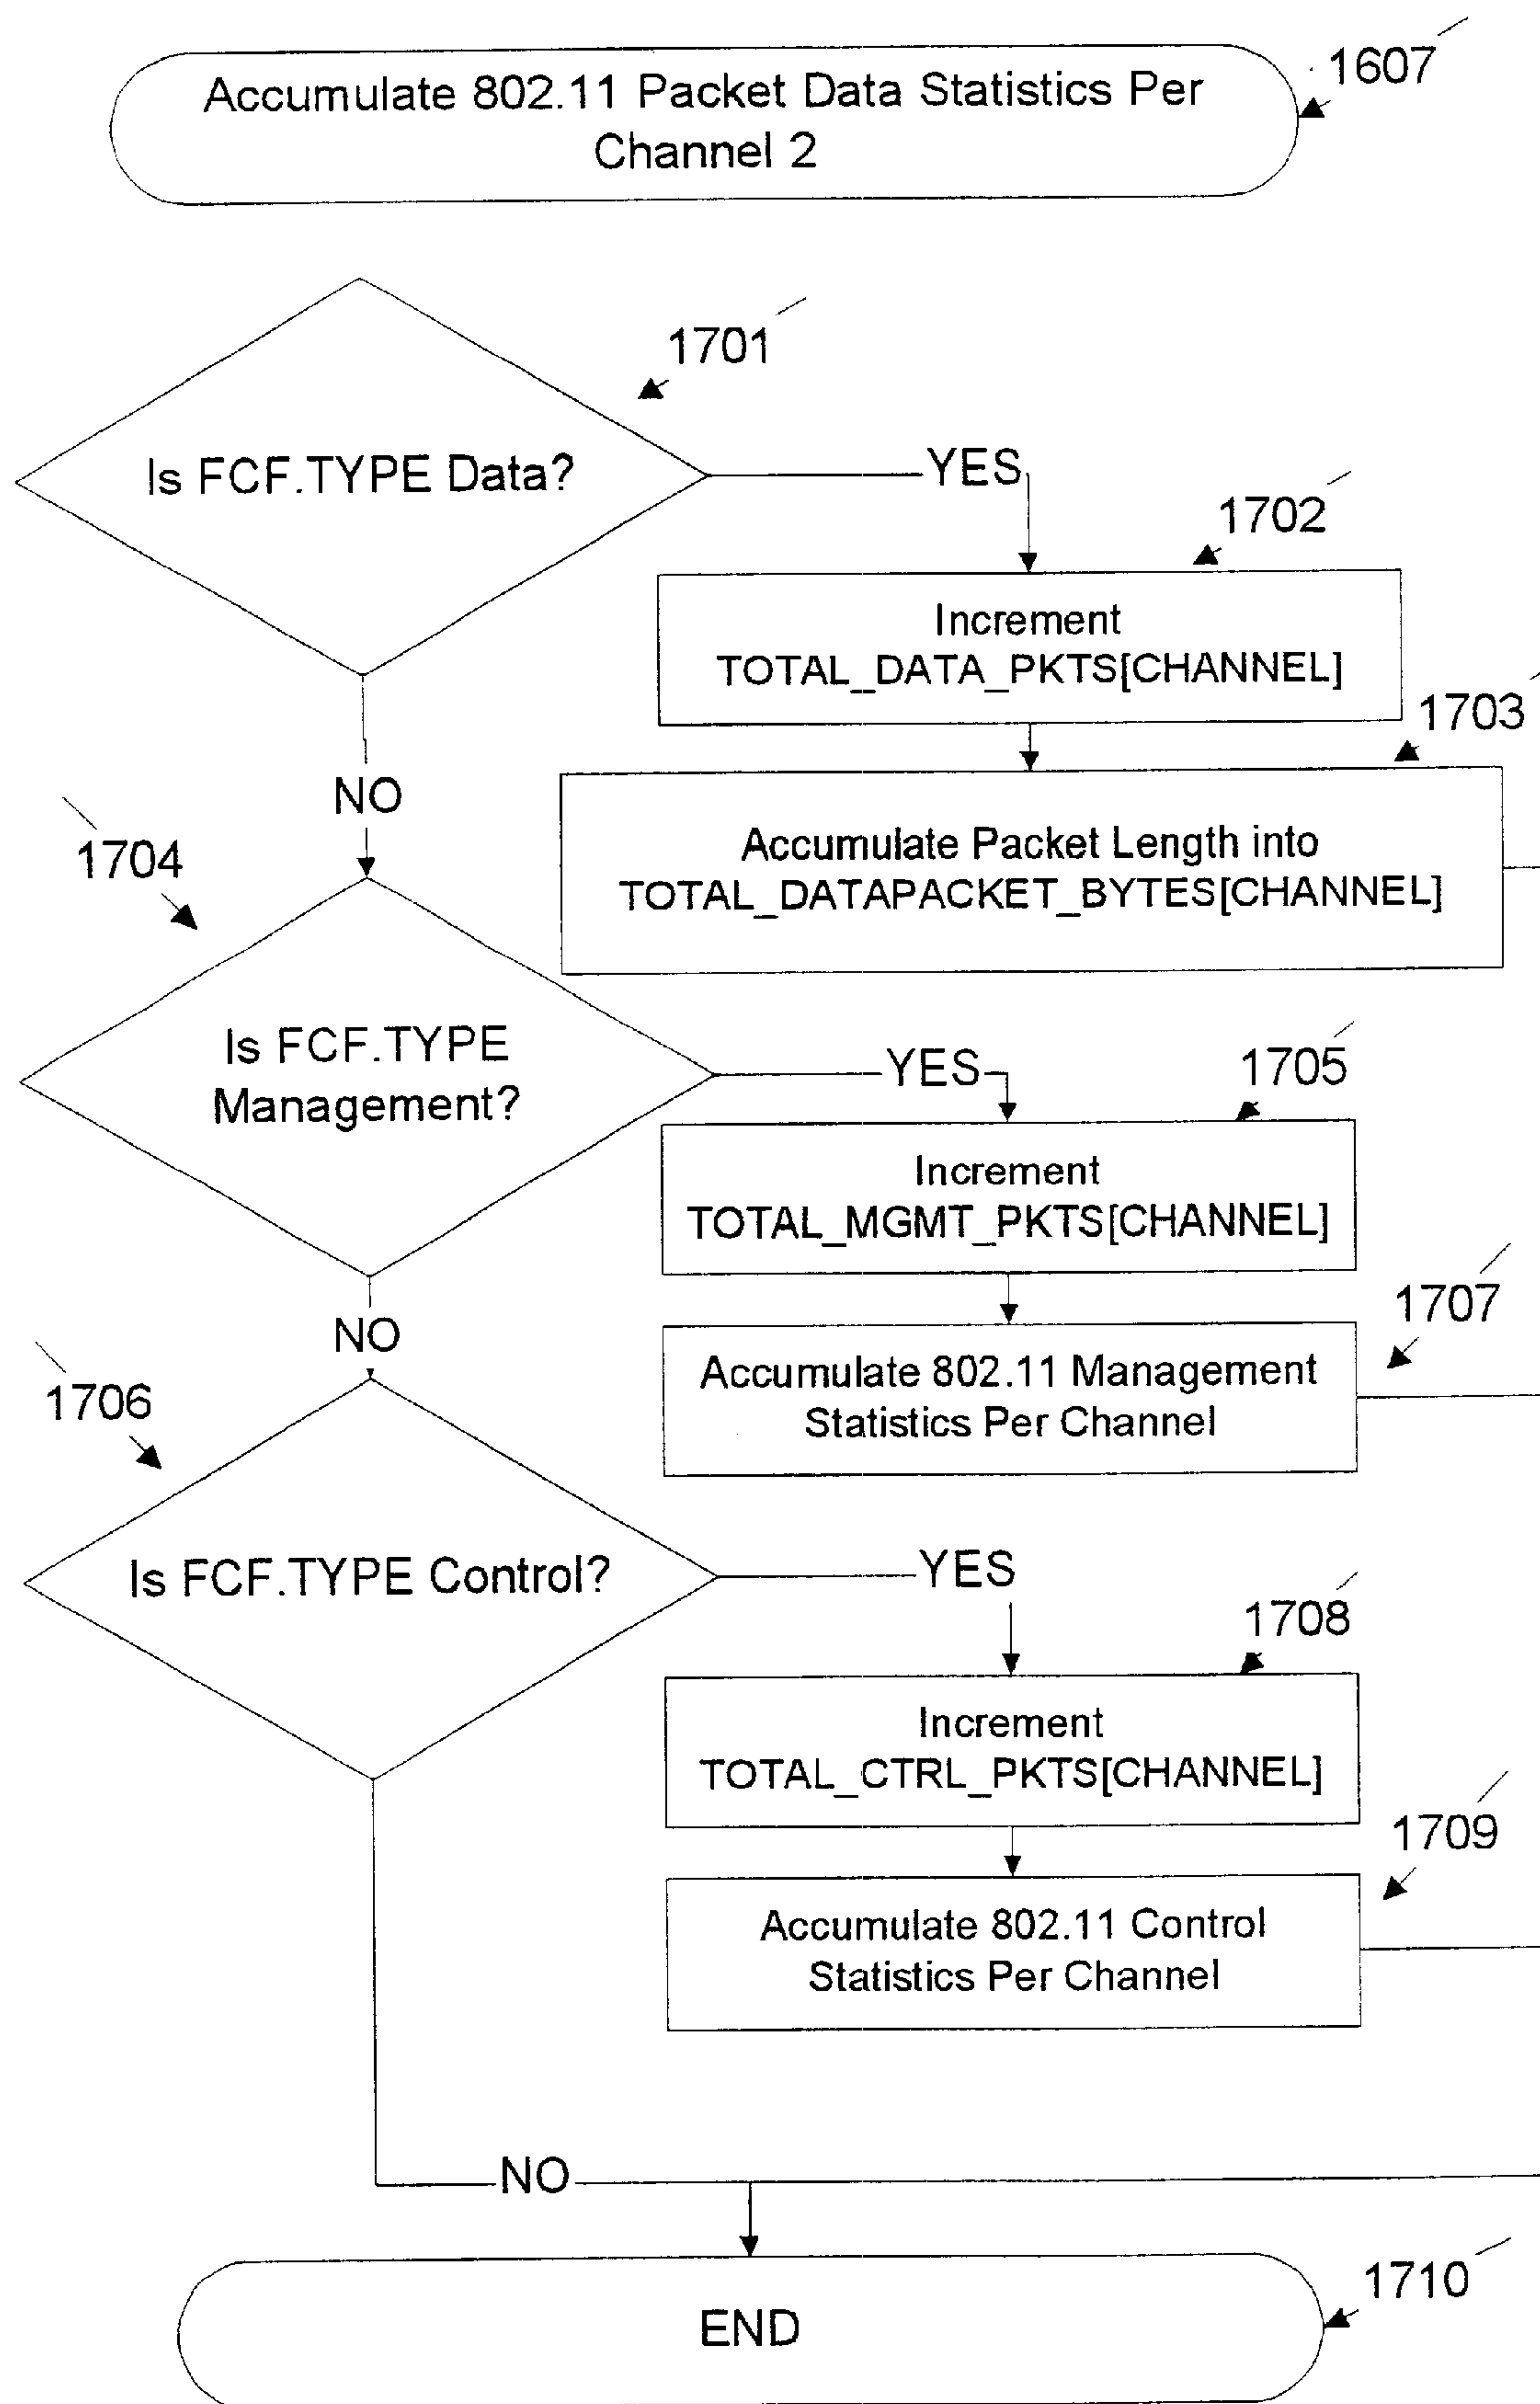 Accumulate 802.11 Packet Data Statistics Per
Channel 2
1607
1701
Is FCF.TYPE Data?
YES
1702
Increment
TOTAL_DATA_PKTS[CHANNEL]
1703
NO
Accumulate Packet Length into
TOTAL_DATAPACKET_BYTES[CHANNEL]
1704
Is FCF.TYPE
Management?
YES
1705
Increment
TOTAL_MGMT_PKTS[CHANNEL]
1707
NO
Accumulate 802.11 Management
Statistics Per Channel
1706
Is FCF.TYPE Control?
YES
1708
Increment
TOTAL_CTRL_PKTS[CHANNEL]
1709
Accumulate 802.11 Control
Statistics Per Channel
NO
1710
END